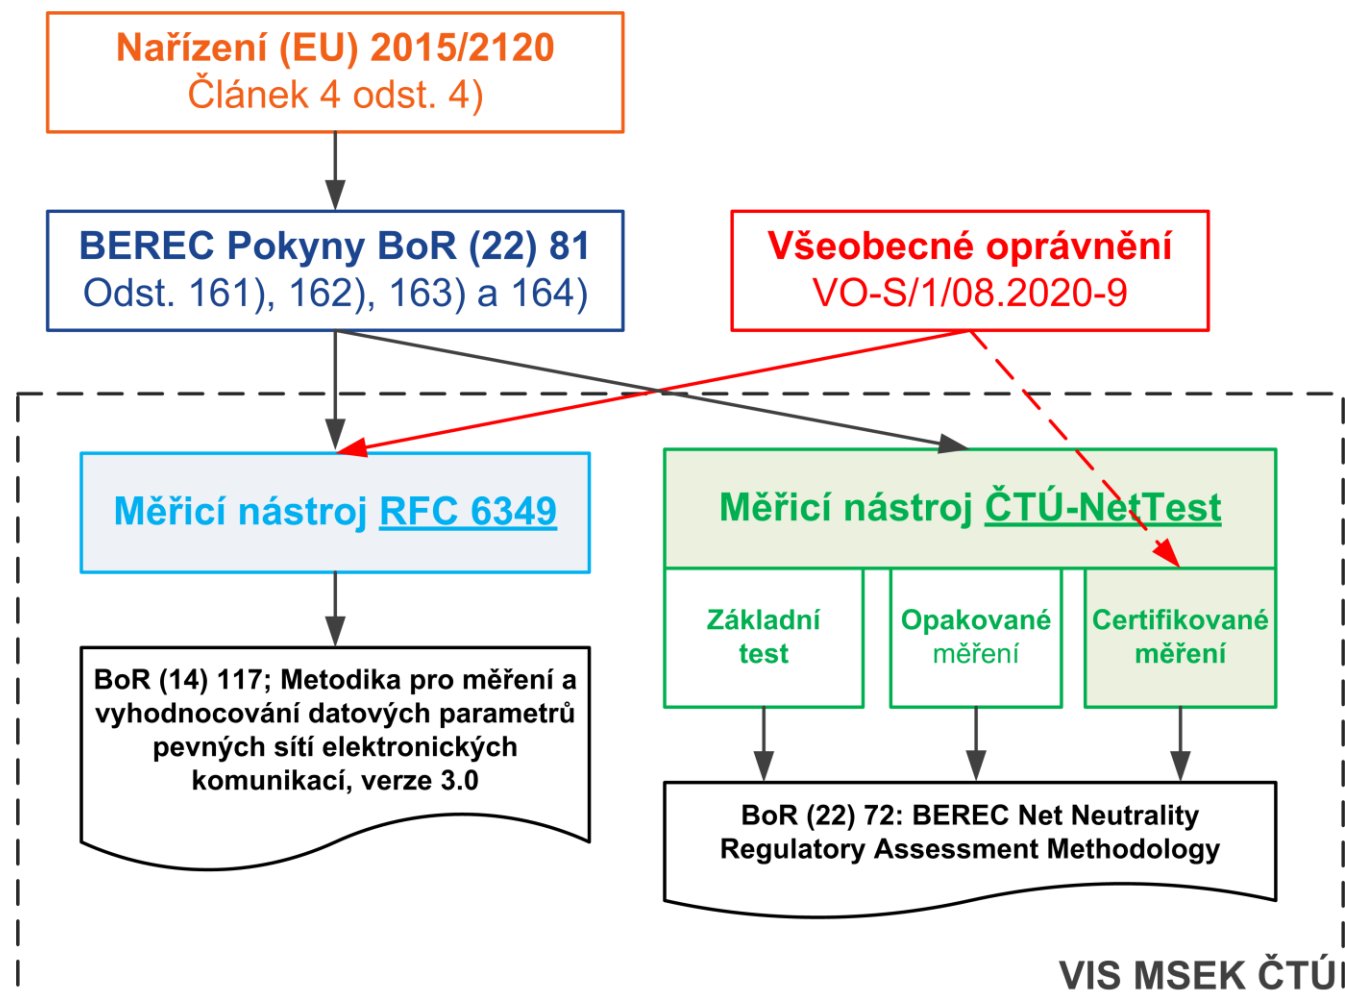 Nařízení (EU) 2015/2120
Článek 4 odst. 4)
BEREC Pokyny BoR (22) 81
Odst. 161), 162), 163) a 164)
Všeobecné oprávnění
VO-S/1/08.2020-9
Měřicí nástroj RFC 6349
Měřicí nástroj ČTÚ-NetTest
Základní
test
Opakované
měření
Certifikované
měření
BoR (14) 117; Metodika pro měření a
vyhodnocování datových parametrů
pevných sítí elektronických
komunikací, verze 3.0
BoR (22) 72: BEREC Net Neutrality
Regulatory Assessment Methodology
VIS MSEK ČTÚ